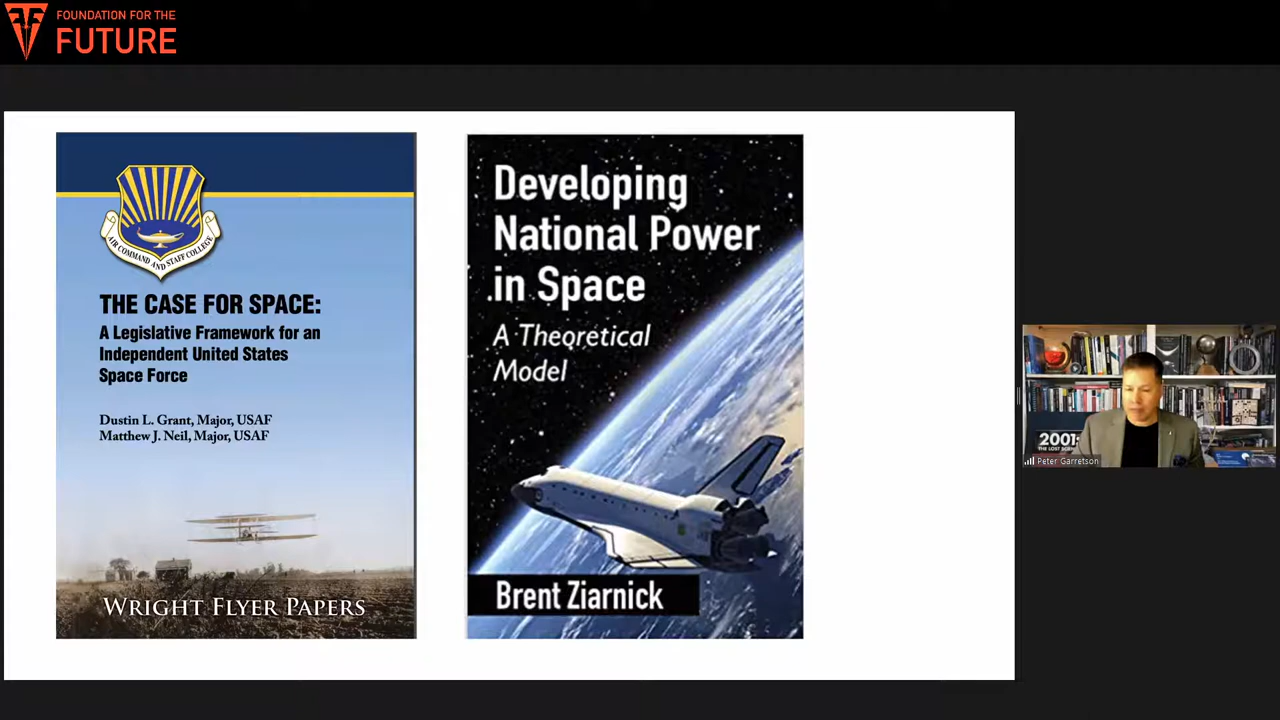 FOUNDATION FOR THE
FUTURE
AIR COMMAND AND STAFF COLLEGE
THE CASE FOR SPACE:
A Legislative Framework for an
Independent United States
Space Force
Dustin L. Grant, Major, USAF
Matthew J. Neil, Major, USAF
WRIGHT FLYER PAPERS
Developing
National Power
in Space
A Theoretical
Model
Brent Ziarnick
2001:
THE LOST
Peter Garretson